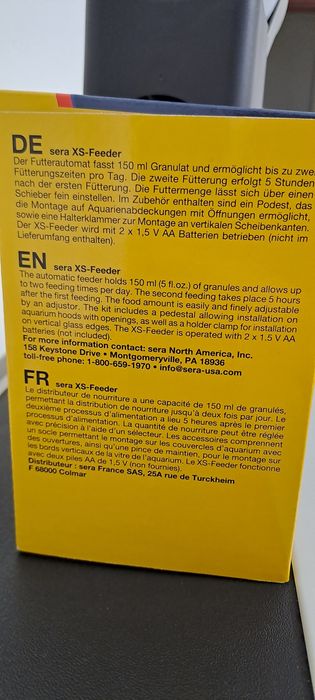 DE sera XS-Feeder
Der Futterautomat fasst 150 ml Granulat und ermöglicht bis zu zwei
Fütterungszeiten pro Tag. Die zweite Fütterung erfolgt 5 Stunden
nach der ersten Fütterung. Die Futtermenge lässt sich über einen
Schieber fein einstellen. Im Zubehör enthalten sind ein Podest, das
die Montage auf Aquarienabdeckungen mit Öffnungen ermöglicht,
sowie eine Halterklammer zur Montage an vertikalen Scheibenkanten.
Der XS-Feeder wird mit 2 x 1,5 V AA Batterien betrieben (nicht im
Lieferumfang enthalten).
EN sera XS-Feeder
The automatic feeder holds 150 ml (5 fl.oz.) of granules and allows up
to two feeding times per day. The second feeding takes place 5 hours
after the first feeding. The food amount is easily and finely adjustable
by an adjustor. The kit includes a pedestal allowing installation on
aquarium hoods with openings, as well as a holder clamp for installation
on vertical glass edges. The XS-Feeder is operated with 2 x 1.5 V AA
batteries (not included).
For more information contact: sera North America, Inc.
158 Keystone Drive • Montgomeryville, PA 18936
toll-free phone: 1-800-659-1970 • info@sera-usa.com
FR sera XS-Feeder
Le distributeur de nourriture a une capacité de 150 ml de granulés,
permettant la distribution de nourriture jusqu'à deux fois par jour. Le
deuxième processus d'alimentation a lieu 5 heures après le premier
processus d'alimentation. La quantité de nourriture peut être réglée
avec précision à l'aide d'un sélecteur. Les accessoires comprennent
un socle permettant le montage sur les couvercles d'aquarium avec
des ouvertures, ainsi qu'une pince de maintien, pour le montage sur
les bords verticaux de la vitre de l'aquarium. Le XS-Feeder fonctionne
avec deux piles AA de 1,5 V (non fournies).
Distributeur : sera France SAS, 25A rue de Turckheim
F 68000 Colmar